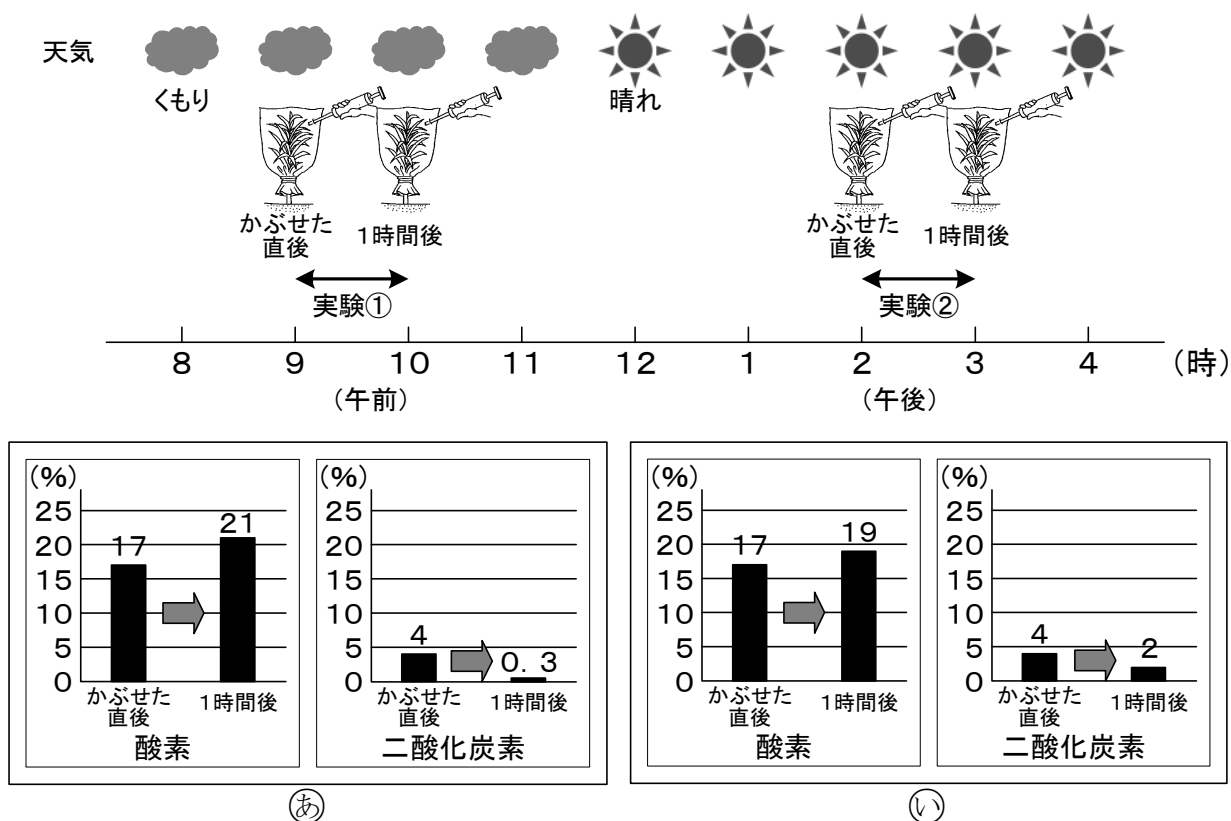 天気
くもり
晴れ
かぶせた
直後
1時間後
かぶせた
直後
1時間後
実験①
実験②
8 9 10 11 12 1 2 3 4 (時)
(午前) (午後)
(%)
25
20
15
10
5
0
17
21
かぶせた
直後
1時間後
酸素
(%)
25
20
15
10
5
0
4
0.3
かぶせた
直後
1時間後
二酸化炭素
あ
(%)
25
20
15
10
5
0
17
19
かぶせた
直後
1時間後
酸素
(%)
25
20
15
10
5
0
4
2
かぶせた
直後
1時間後
二酸化炭素
い